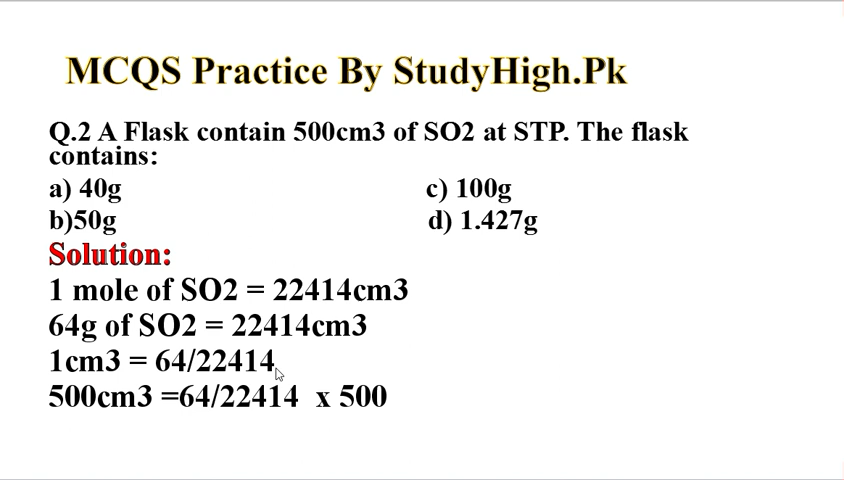 MCQS Practice By StudyHigh.Pk
Q.2 A Flask contain 500cm3 of SO2 at STP. The flask
contains:
a) 40g c) 100g
b)50g d) 1.427g
Solution:
1 mole of SO2 = 22414cm3
64g of SO2 = 22414cm3
1cm3 = 64/22414
500cm3 =64/22414 x 500